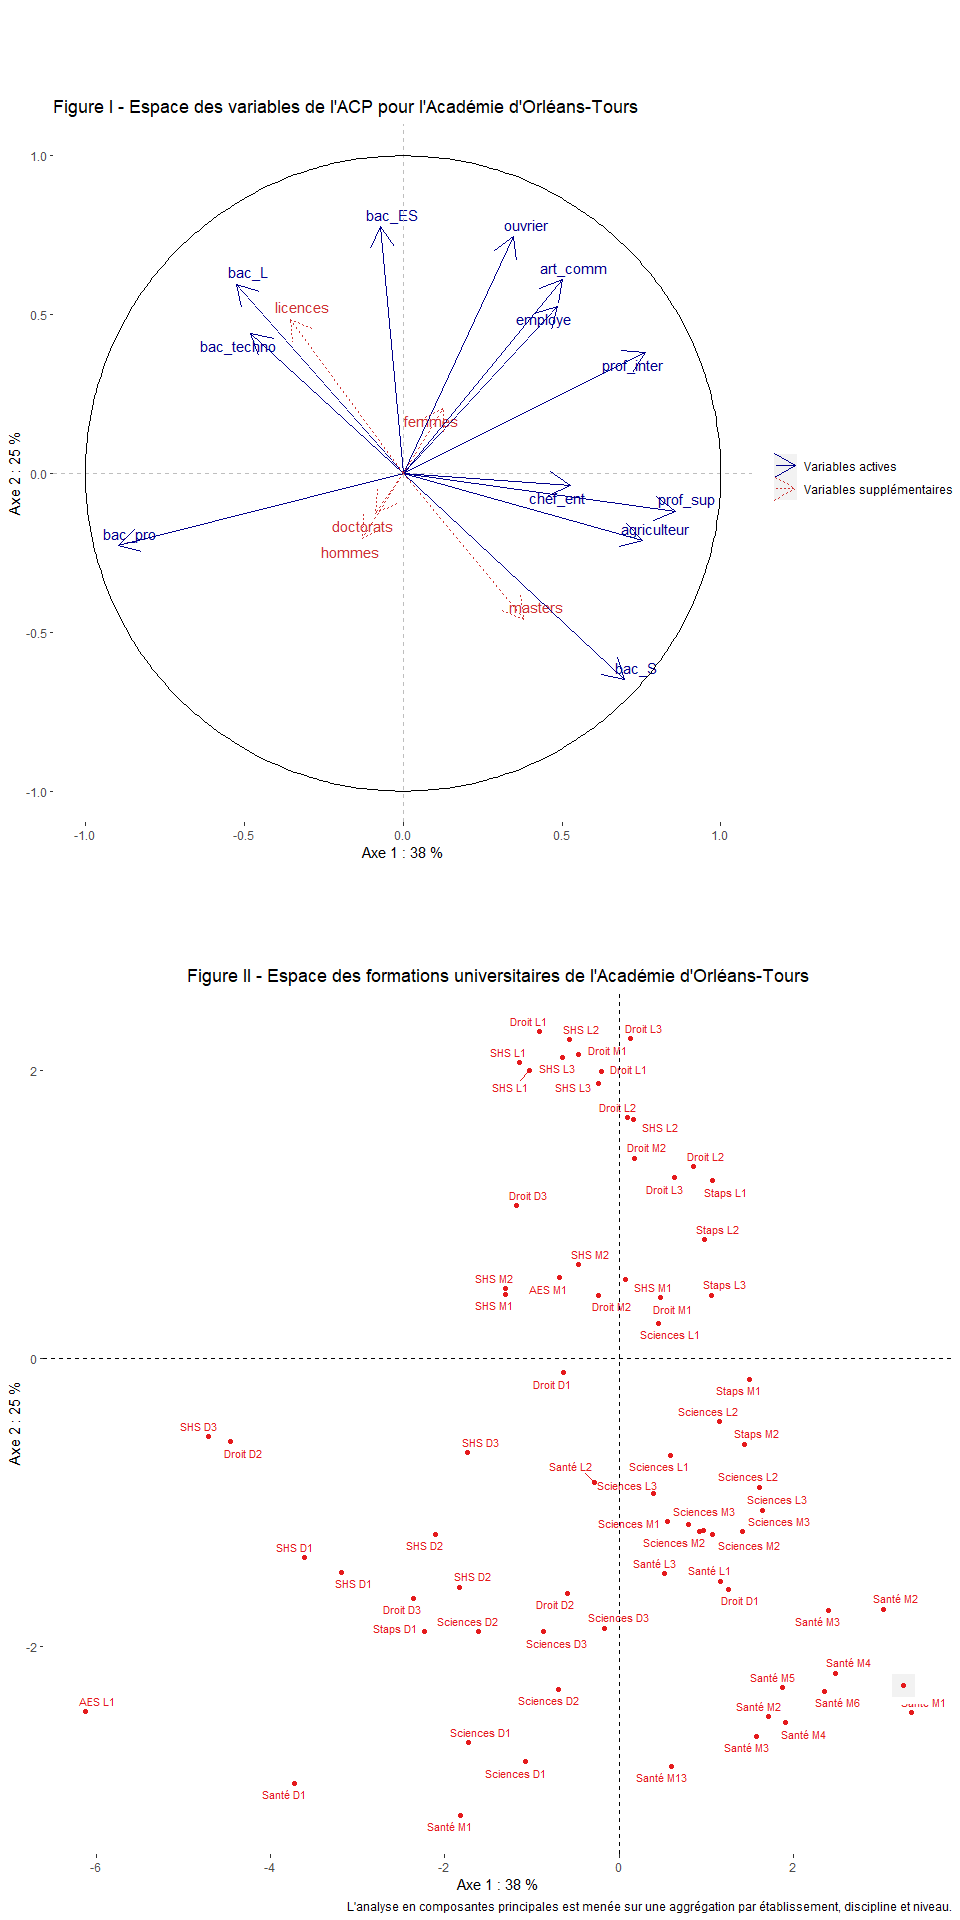 Figure I - Espace des variables de l'ACP pour l'Académie d'Orléans-Tours
1.0
bac_ES
ouvrier
bac_L
art_comm
licences
0.5
employe
bac_techno
prof_inter
femmes
Axe 2 : 25 %
0.0
Variables actives
Variables supplémentaires
chef_ent
prof_sup
doctorats
agriculteur
bac_pro
hommes
masters
-0.5
bac_S
-1.0
-1.0
-0.5
0.0
0.5
1.0
Axe 1 : 38 %
Figure II - Espace des formations universitaires de l'Académie d'Orléans-Tours
Droit L1
SHS L2
Droit L3
SHS L1
Droit M1
2
SHS L3
Droit L1
SHS L1
SHS L3
Droit L2
SHS L2
Droit M2
Droit L2
Droit L3
Staps L1
Droit D3
Staps L2
SHS M2
SHS M2
AES M1
SHS M1
Staps L3
SHS M1
Droit M2
Droit M1
Sciences L1
0
Axe 2 : 25 %
Droit D1
Staps M1
Sciences L2
SHS D3
Droit D2
SHS D3
Staps M2
Santé L2
Sciences L1
Sciences L2
Sciences L3
Sciences L3
Sciences M1
Sciences M3
Sciences M3
SHS D1
SHS D2
Sciences M2
Sciences M2
Santé L3
Santé L1
SHS D1
SHS D2
Droit D2
Droit D1
Santé M2
Droit D3
Staps D1
Sciences D2
Sciences D3
Santé M3
-2
Sciences D3
Santé M4
Santé M5
AES L1
Sciences D2
Santé M2
Santé M6
Santé M1
Sciences D1
Santé M4
Santé M3
Sciences D1
Santé M13
Santé D1
Santé M1
-6
-4
-2
0
2
Axe 1 : 38 %
L'analyse en composantes principales est menée sur une aggrégation par établissement, discipline et niveau.